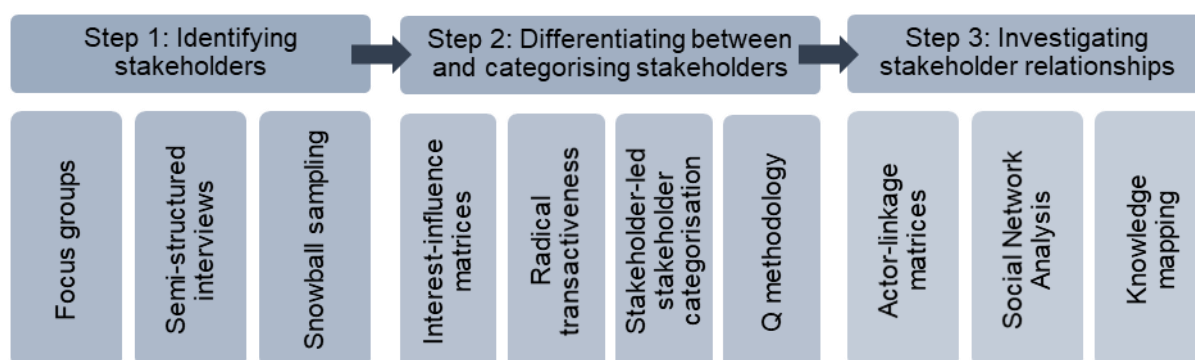 Step 1: Identifying
stakeholders
Step 2: Differentiating between
and categorising stakeholders
Step 3: Investigating
stakeholder relationships
Focus groups
Semi-structured
interviews
Snowball sampling
Interest-influence
matrices
Radical
transactiveness
Stakeholder-led
stakeholder
categorisation
Q methodology
Actor-linkage
matrices
Social Network
Analysis
Knowledge
mapping